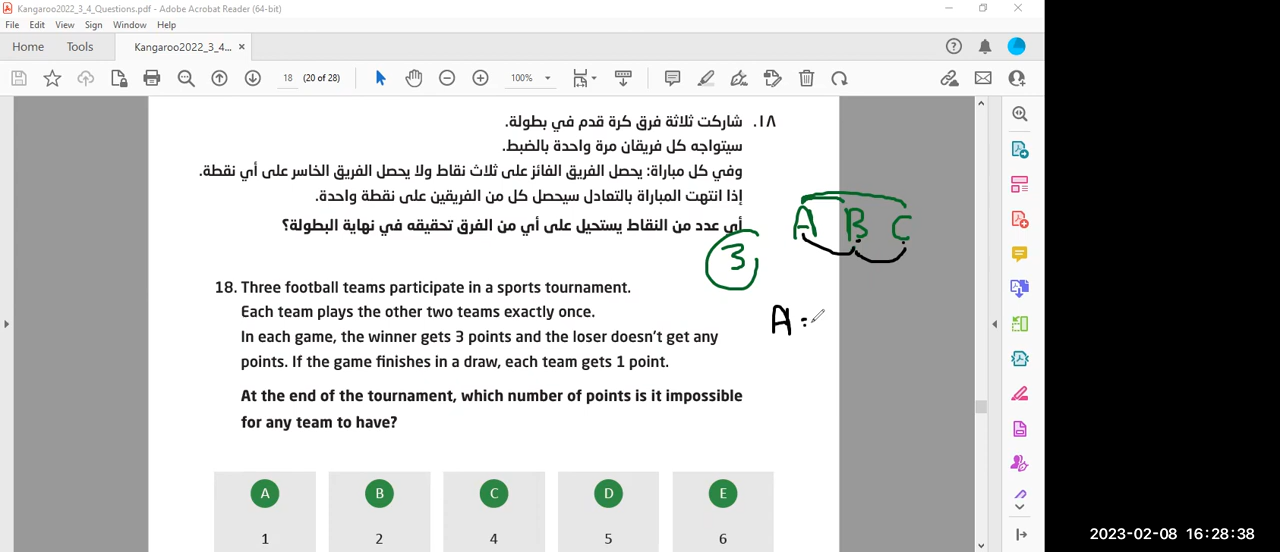 Kangaroo2022_3_4_Questions.pdf - Adobe Acrobat Reader (64-bit)
File Edit View Sign Window Help
Home Tools Kangaroo2022_3_4... ×
18 (20 of 28) 100%
١٨. شاركت ثلاثة فرق كرة قدم في بطولة.
سيتواجه كل فريقان مرة واحدة بالضبط.
وفي كل مباراة: يحصل الفريق الفائز على ثلاث نقاط ولا يحصل الفريق الخاسر على أي نقطة.
إذا انتهت المباراة بالتعادل سيحصل كل من الفريقين على نقطة واحدة.
أي عدد من النقاط يستحيل على أي من الفرق تحقيقه في نهاية البطولة؟
A B C
3
18. Three football teams participate in a sports tournament.
Each team plays the other two teams exactly once.
In each game, the winner gets 3 points and the loser doesn't get any
points. If the game finishes in a draw, each team gets 1 point.
A :
At the end of the tournament, which number of points is it impossible
for any team to have?
A B C D E
1 2 4 5 6
2023-02-08 16:28:38